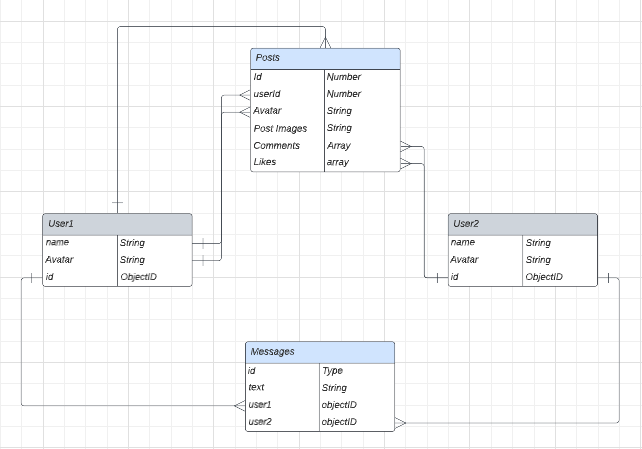 Posts
Id Number
userId Number
Avatar String
Post Images String
Comments Array
Likes array
User1
name String
Avatar String
id ObjectID
User2
name String
Avatar String
id ObjectID
Messages
id Type
text String
user1 objectID
user2 objectID